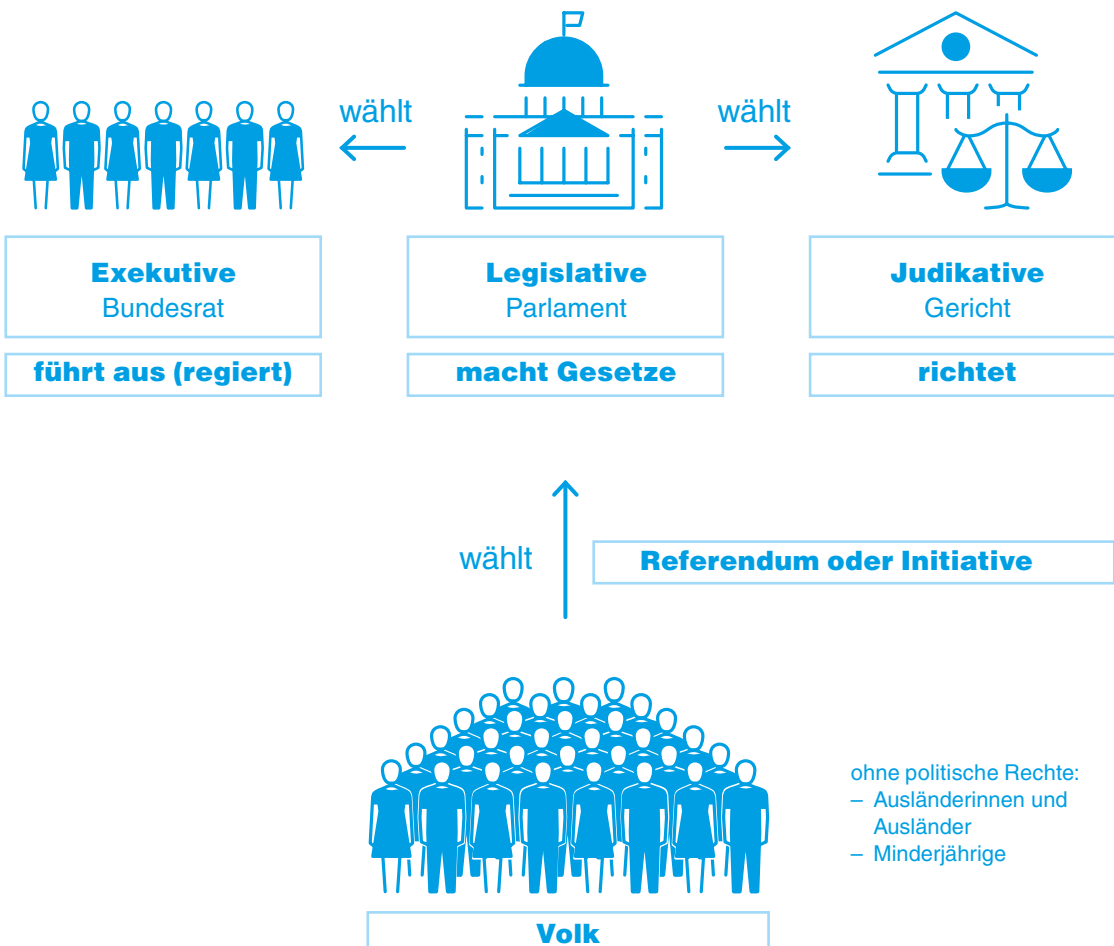 wählt
wählt
Exekutive
Bundesrat
Legislative
Parlament
Judikative
Gericht
führt aus (regiert)
macht Gesetze
richtet
wählt
Referendum oder Initiative
ohne politische Rechte:
– Ausländerinnen und
Ausländer
– Minderjährige
Volk